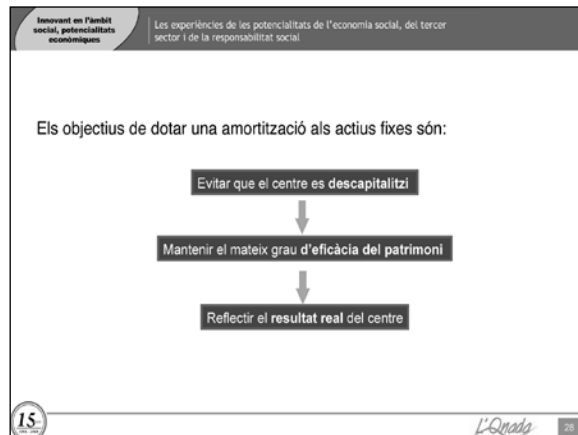 Innovant en l'àmbit
social, potencialitats
econòmiques
Les experiències de les potencialitats de l'economia social, del tercer
sector i de la responsabilitat social
Els objectius de dotar una amortització als actius fixes són:
Evitar que el centre es descapitalitzi
Mantenir el mateix grau d'eficàcia del patrimoni
Reflectir el resultat real del centre
15
L'Onada
28